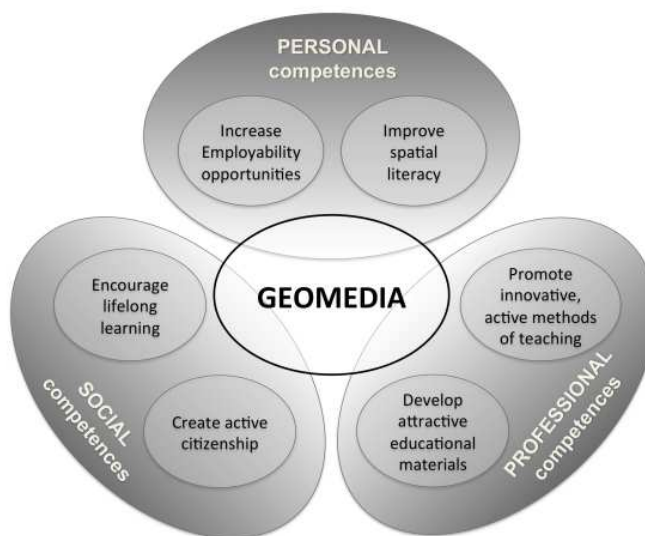 PERSONAL
competences
Increase
Employability
opportunities
Improve
spatial
literacy
GEOMEDIA
Encourage
lifelong
learning
Create active
citizenship
SOCIAL
competences
Promote
innovative,
active methods
of teaching
Develop
attractive
educational
materials
PROFESSIONAL
competences